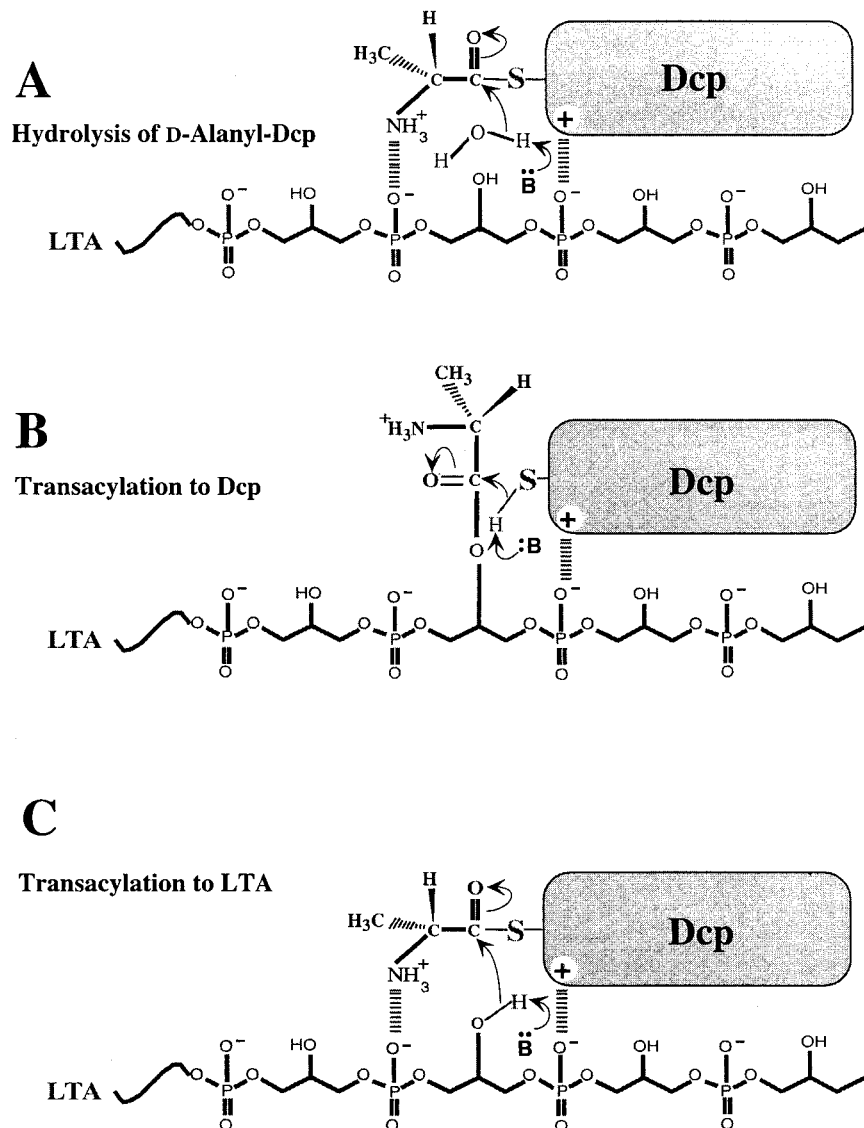 A
Hydrolysis of D-Alanyl-Dcp
H
O
H₃C
C
C
S
Dcp
NH₃⁺
O
H
H
B̈
+
O⁻
HO
O⁻
OH
O⁻
OH
O⁻
OH
LTA
O
P
O
O
P
O
O
P
O
O
P
O
O
O
O
O
B
Transacylation to Dcp
CH₃
H
⁺H₃N
C
O
C
S
Dcp
H
+
O
:B
O⁻
HO
O⁻
O⁻
OH
O⁻
OH
LTA
O
P
O
O
P
O
O
P
O
O
P
O
O
O
O
O
C
Transacylation to LTA
H
O
H₃C
C
C
S
Dcp
NH₃⁺
H
+
O
B̈
O⁻
HO
O⁻
O⁻
OH
O⁻
OH
LTA
O
P
O
O
P
O
O
P
O
O
P
O
O
O
O
O